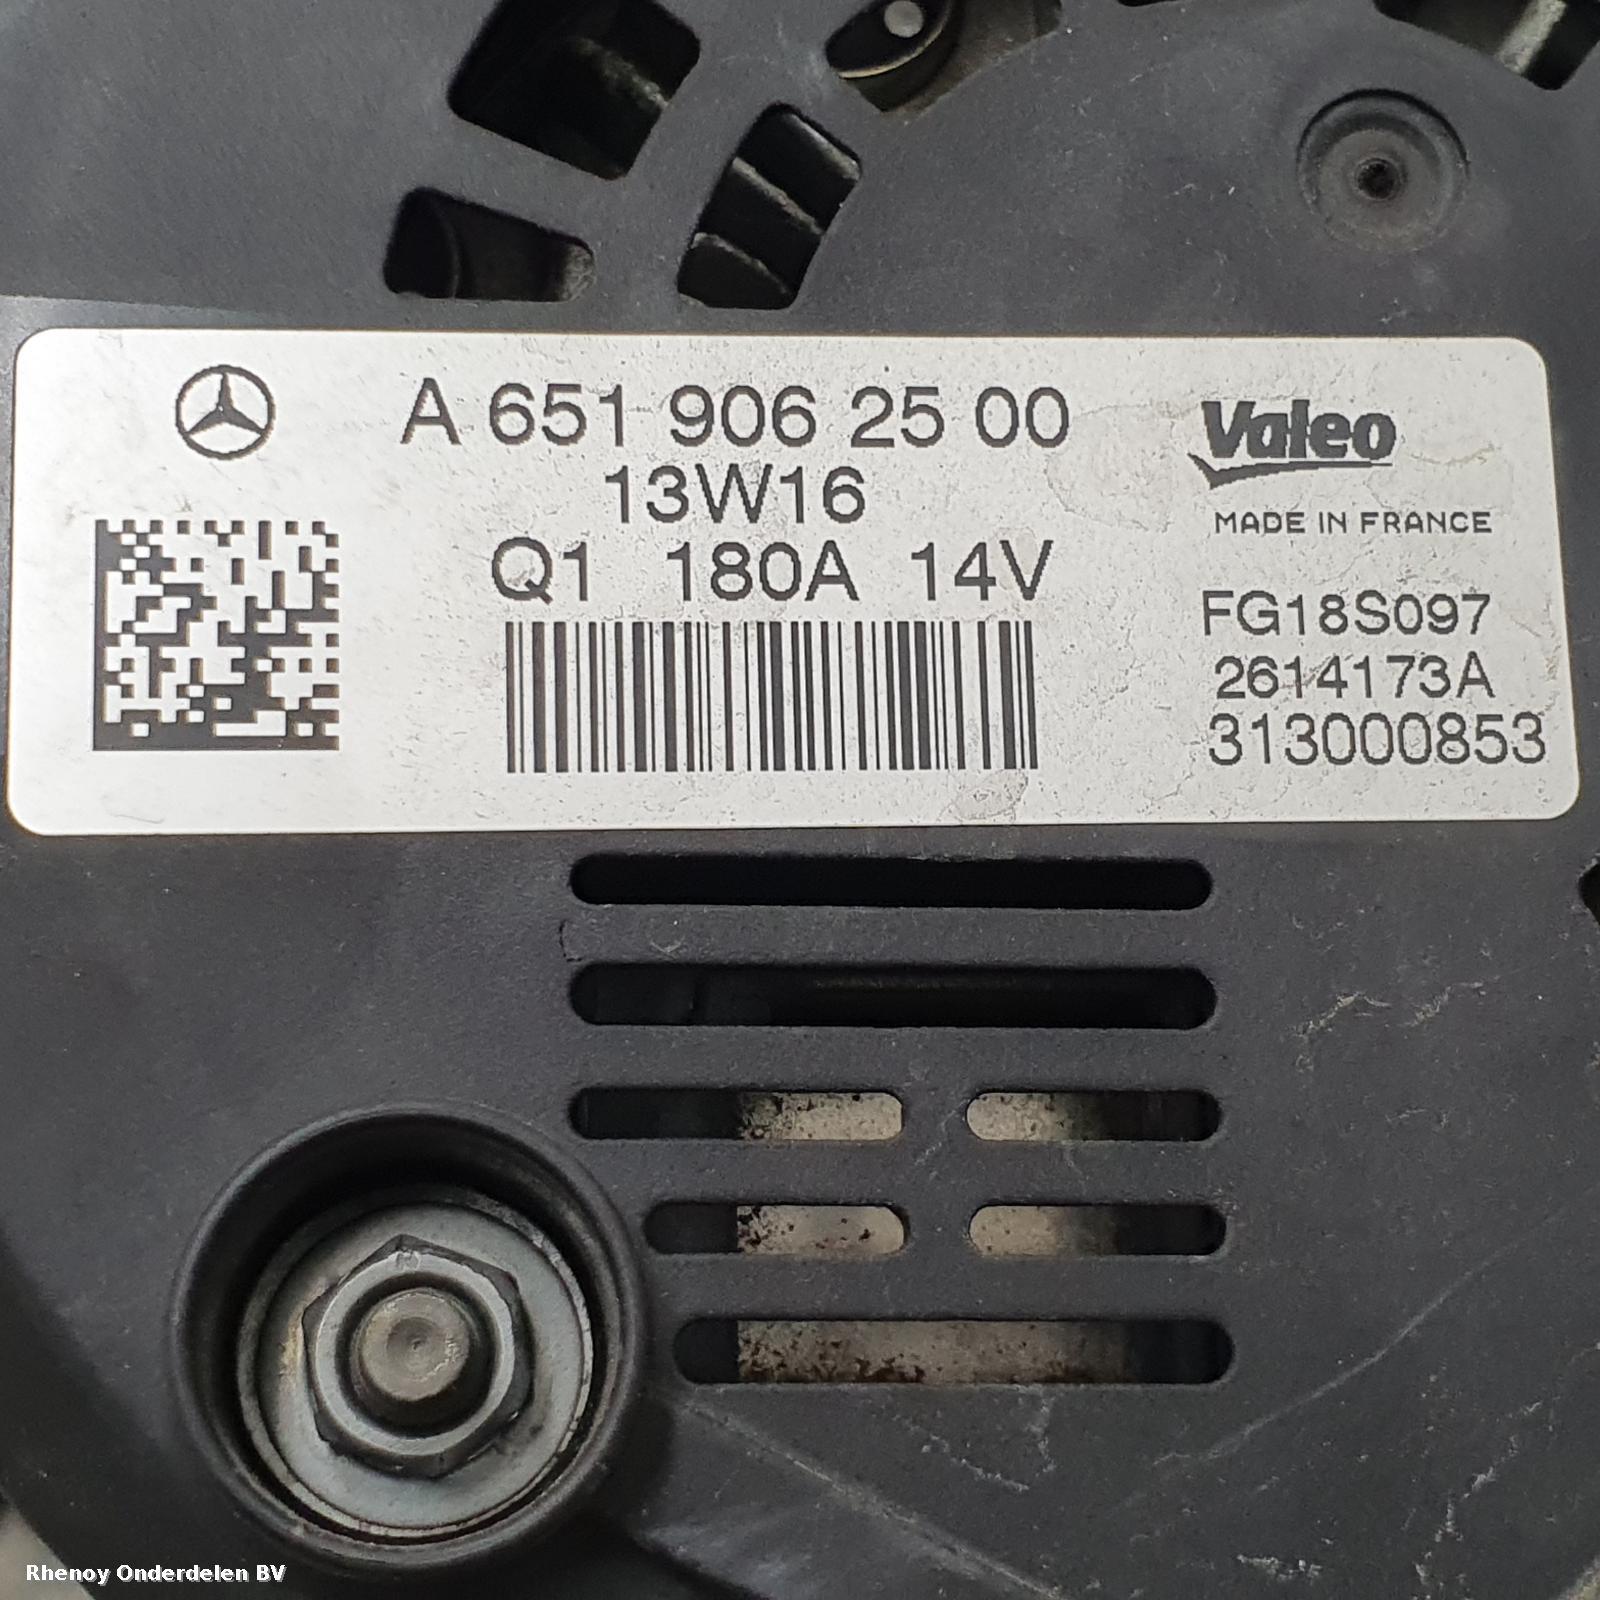 A 651 906 25 00
13W16
Q1 180A 14V
Valeo
MADE IN FRANCE
FG18S097
2614173A
313000853
Rhenoy Onderdelen BV